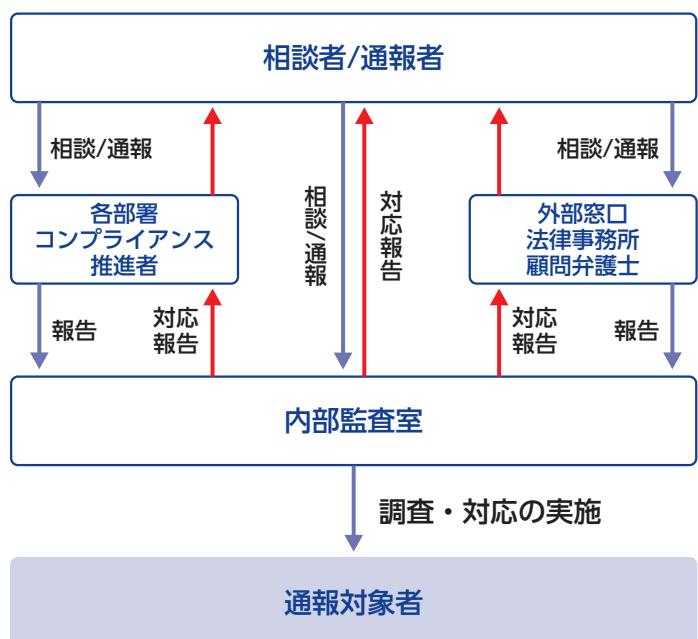 相談者/通報者
相談/通報
相談/通報
相談/通報
対応報告
各部署
コンプライアンス
推進者
外部窓口
法律事務所
顧問弁護士
報告
対応
報告
対応
報告
報告
内部監査室
調査・対応の実施
通報対象者